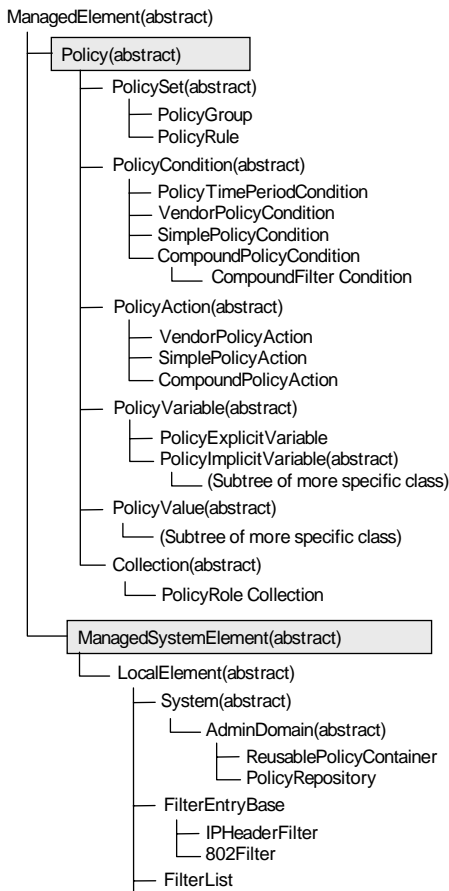 ManagedElement(abstract)
Policy(abstract)
PolicySet(abstract)
PolicyGroup
PolicyRule
PolicyCondition(abstract)
PolicyTimePeriodCondition
VendorPolicyCondition
SimplePolicyCondition
CompoundPolicyCondition
CompoundFilter Condition
PolicyAction(abstract)
VendorPolicyAction
SimplePolicyAction
CompoundPolicyAction
PolicyVariable(abstract)
PolicyExplicitVariable
PolicyImplicitVariable(abstract)
(Subtree of more specific class)
PolicyValue(abstract)
(Subtree of more specific class)
Collection(abstract)
PolicyRole Collection
ManagedSystemElement(abstract)
LocalElement(abstract)
System(abstract)
AdminDomain(abstract)
ReusablePolicyContainer
PolicyRepository
FilterEntryBase
IPHeaderFilter
802Filter
FilterList